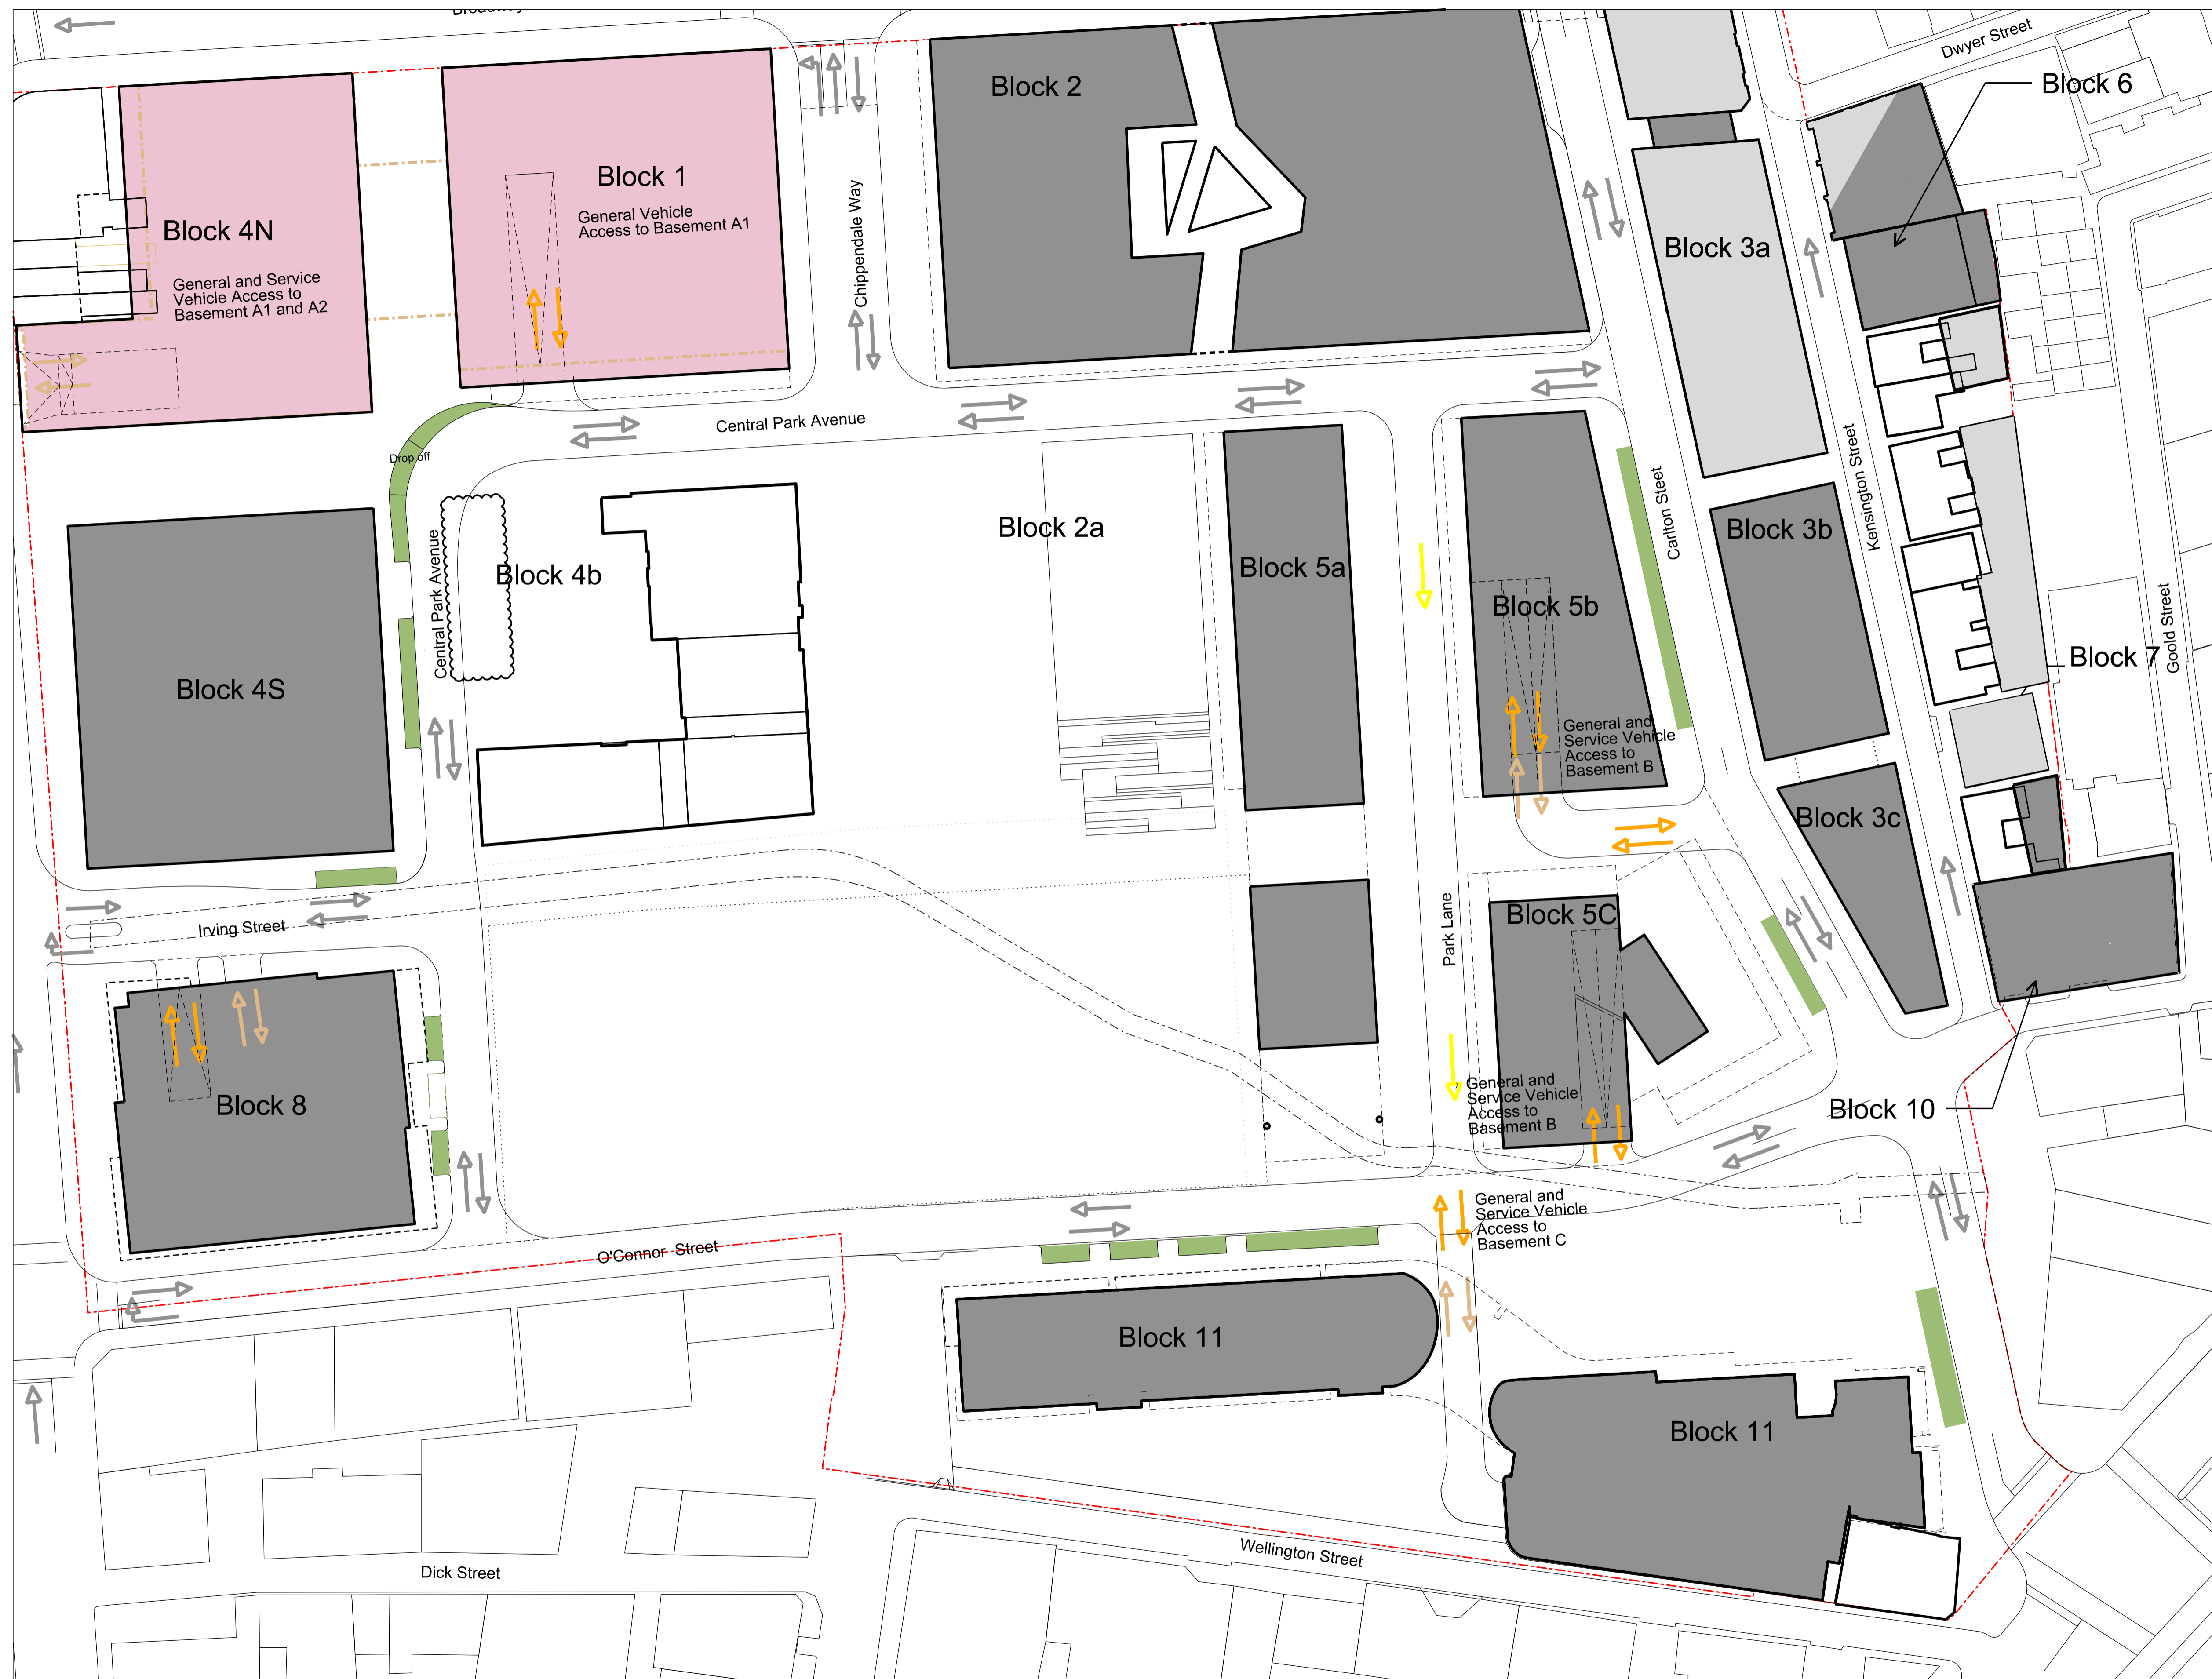 Broadway
Dwyer Street
Block 2
Block 6
Block 1
General Vehicle
Access to Basement A1
Block 4N
General and Service
Vehicle Access to
Basement A1 and A2
Chippendale Way
Block 3a
Central Park Avenue
Drop off
Kensington Street
Carlton Steet
Block 2a
Block 3b
Block 4b
Block 5a
Block 5b
Central Park Avenue
Goold Street
Block 7
Block 4S
General and
Service Vehicle
Access to
Basement B
Block 3c
Irving Street
Park Lane
Block 5C
General and
Service Vehicle
Access to
Basement B
Block 8
Block 10
General and
Service Vehicle
Access to
Basement C
O'Connor Street
Block 11
Block 11
Wellington Street
Dick Street